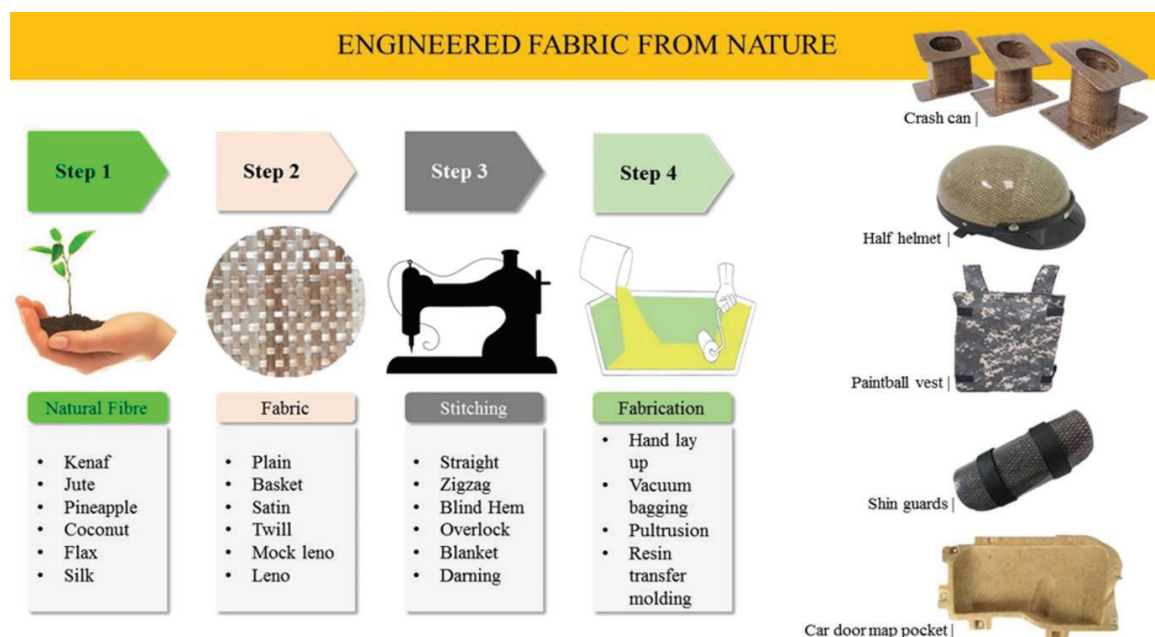 ENGINEERED FABRIC FROM NATURE
Step 1
Step 2
Step 3
Step 4
Natural Fibre
• Kenaf
• Jute
• Pineapple
• Coconut
• Flax
• Silk
Fabric
• Plain
• Basket
• Satin
• Twill
• Mock leno
• Leno
Stitching
• Straight
• Zigzag
• Blind Hem
• Overlock
• Blanket
• Darning
Fabrication
• Hand lay
up
• Vacuum
bagging
• Pultrusion
• Resin
transfer
molding
Crash can |
Half helmet |
Paintball vest |
Shin guards |
Car door map pocket |